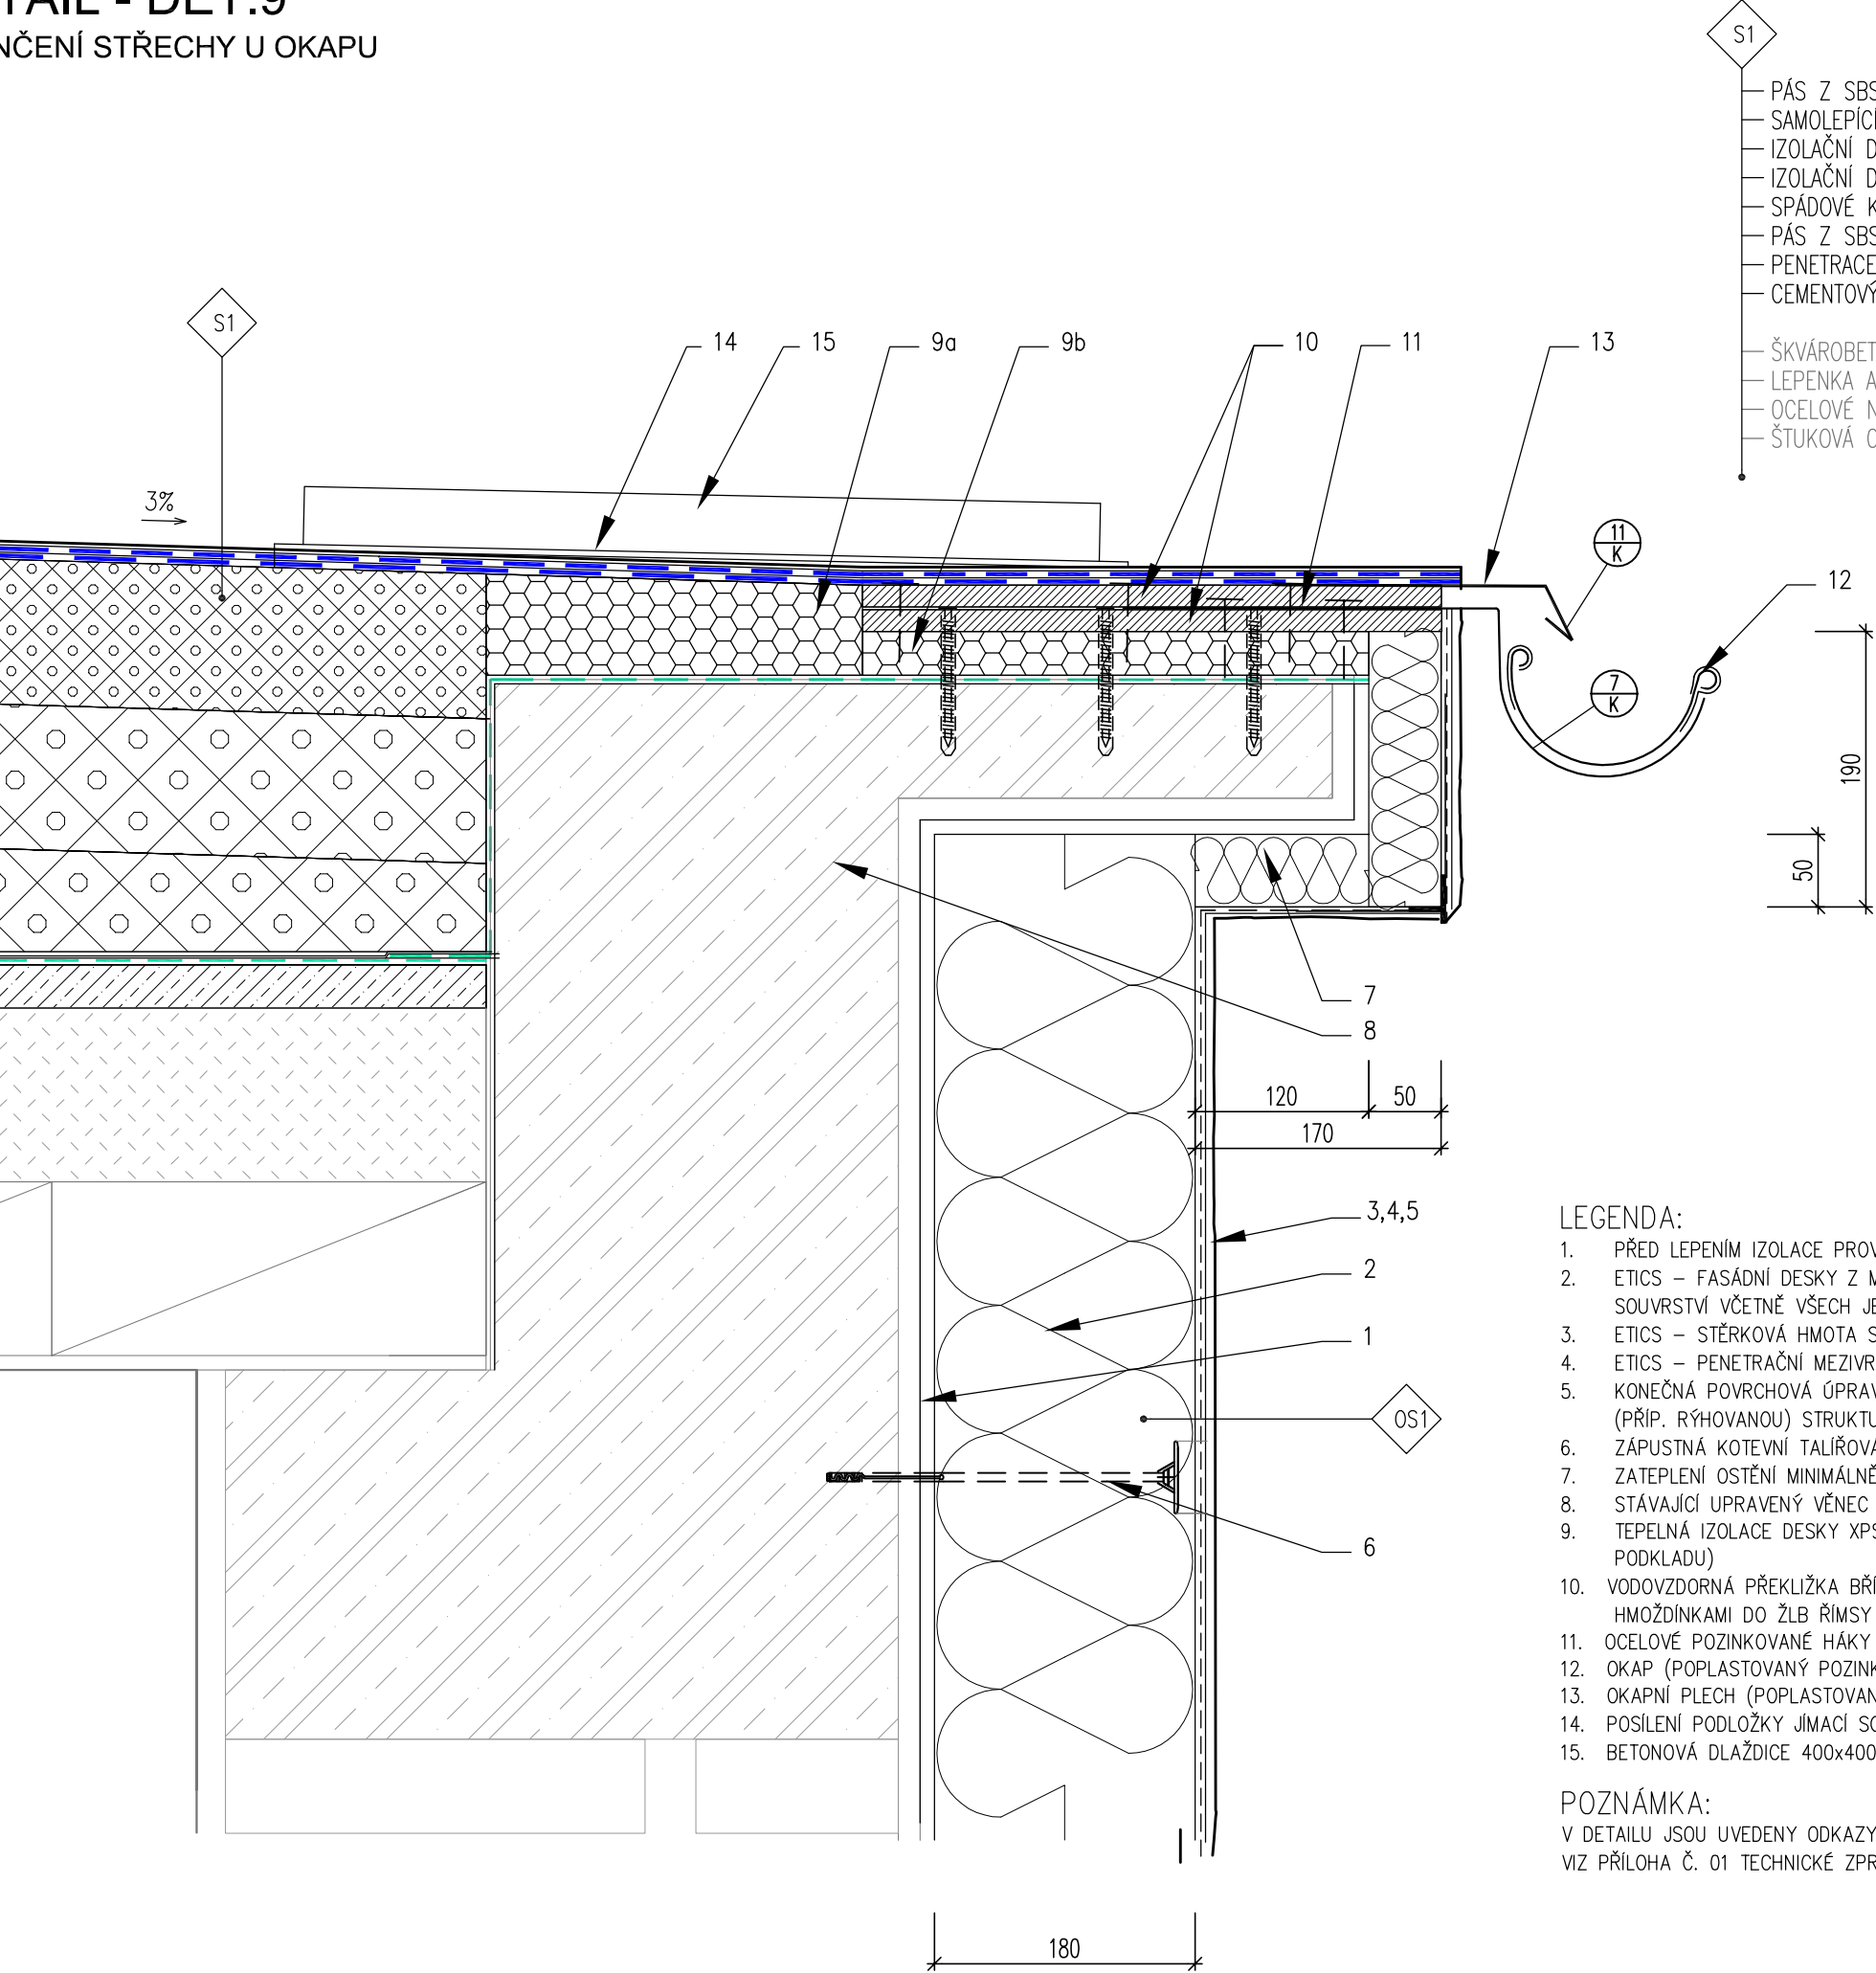 TAIL - DET.9
NČENÍ STŘECHY U OKAPU
S1
PÁS Z SBS
SAMOLEPÍCÍ
IZOLAČNÍ D
IZOLAČNÍ D
SPÁDOVÉ K
PÁS Z SBS
PENETRACE
CEMENTOVÝ
ŠKVÁROBET
LEPENKA A
OCELOVÉ N
ŠTUKOVÁ O
S1
14
15
9a
9b
10
11
13
3%
11
K
12
7
K
190
50
7
8
120
50
170
3,4,5
2
1
OS1
6
180
LEGENDA:
1. PŘED LEPENÍM IZOLACE PROV
2. ETICS – FASÁDNÍ DESKY Z M
SOUVRSTVÍ VČETNĚ VŠECH JE
3. ETICS – STĚRKOVÁ HMOTA S
4. ETICS – PENETRAČNÍ MEZIVR
5. KONEČNÁ POVRCHOVÁ ÚPRAV
(PŘÍP. RÝHOVANOU) STRUKTU
6. ZÁPUSTNÁ KOTEVNÍ TALÍŘOVÁ
7. ZATEPLENÍ OSTĚNÍ MINIMÁLNĚ
8. STÁVAJÍCÍ UPRAVENÝ VĚNEC
9. TEPELNÁ IZOLACE DESKY XPS
PODKLADU)
10. VODOVZDORNÁ PŘEKLIŽKA BŘÍ
HMOŽDÍNKAMI DO ŽLB ŘÍMSY
11. OCELOVÉ POZINKOVANÉ HÁKY
12. OKAP (POPLASTOVANÝ POZINK
13. OKAPNÍ PLECH (POPLASTOVAN
14. POSÍLENÍ PODLOŽKY JÍMACÍ SO
15. BETONOVÁ DLAŽDICE 400x400
POZNÁMKA:
V DETAILU JSOU UVEDENY ODKAZY
VIZ PŘÍLOHA Č. 01 TECHNICKÉ ZPR